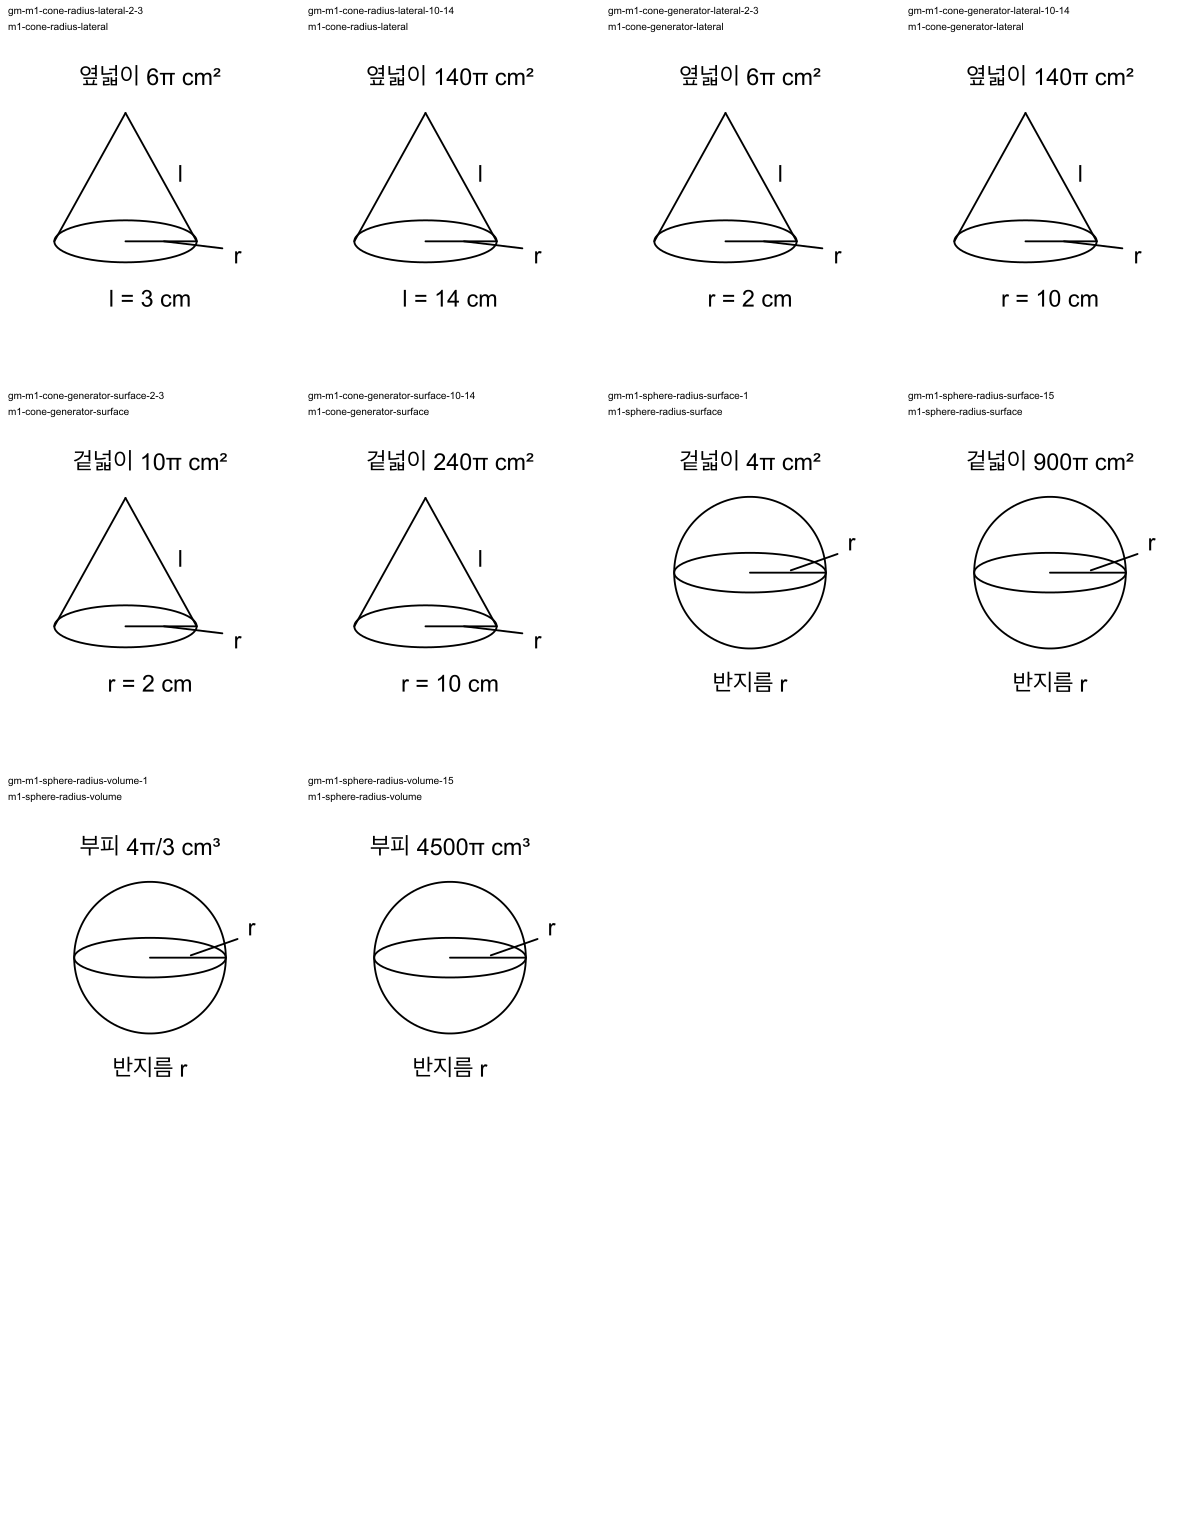 gm-m1-cone-radius-lateral-2-3
m1-cone-radius-lateral
옆넓이 6π cm²
l
r
l = 3 cm
gm-m1-cone-radius-lateral-10-14
m1-cone-radius-lateral
옆넓이 140π cm²
l
r
l = 14 cm
gm-m1-cone-generator-lateral-2-3
m1-cone-generator-lateral
옆넓이 6π cm²
l
r
r = 2 cm
gm-m1-cone-generator-lateral-10-14
m1-cone-generator-lateral
옆넓이 140π cm²
l
r
r = 10 cm
gm-m1-cone-generator-surface-2-3
m1-cone-generator-surface
겉넓이 10π cm²
l
r
r = 2 cm
gm-m1-cone-generator-surface-10-14
m1-cone-generator-surface
겉넓이 240π cm²
l
r
r = 10 cm
gm-m1-sphere-radius-surface-1
m1-sphere-radius-surface
겉넓이 4π cm²
r
반지름 r
gm-m1-sphere-radius-surface-15
m1-sphere-radius-surface
겉넓이 900π cm²
r
반지름 r
gm-m1-sphere-radius-volume-1
m1-sphere-radius-volume
부피 4π/3 cm³
r
반지름 r
gm-m1-sphere-radius-volume-15
m1-sphere-radius-volume
부피 4500π cm³
r
반지름 r